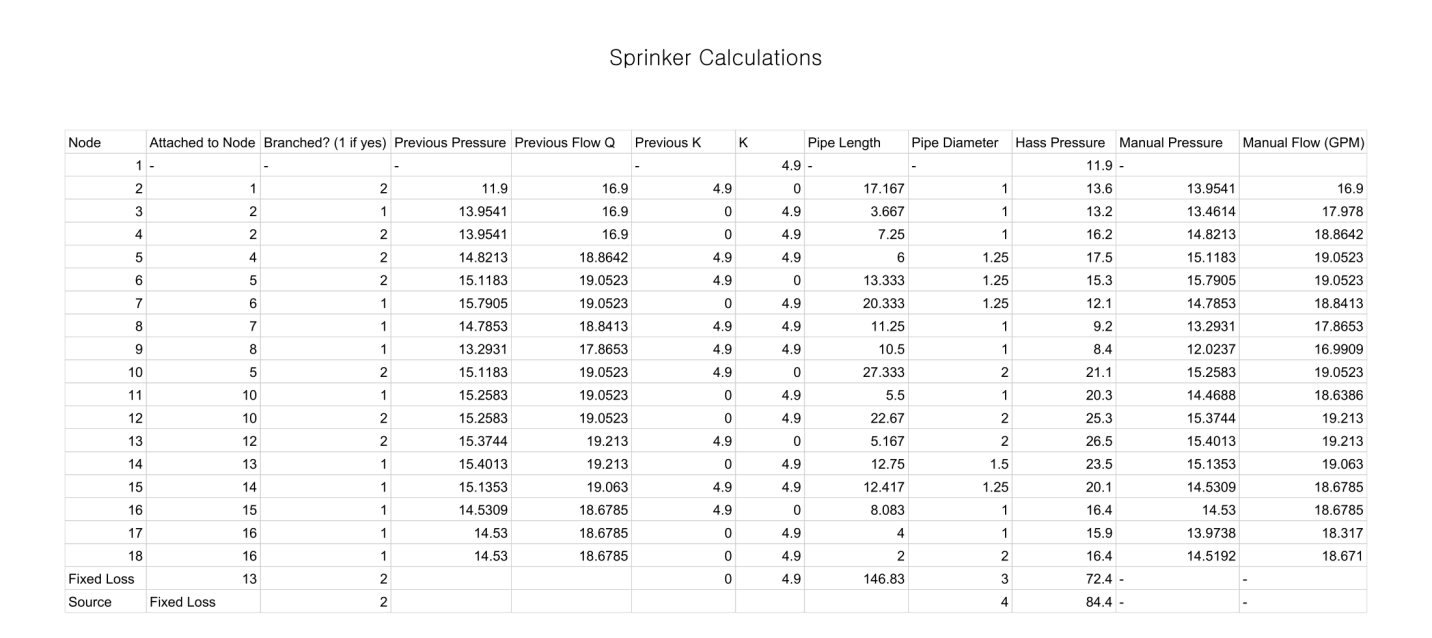 Sprinker Calculations
Node Attached to Node Branched? (1 if yes) Previous Pressure Previous Flow Q Previous K K Pipe Length Pipe Diameter Hass Pressure Manual Pressure Manual Flow (GPM)
1 - - - - 4.9 - - 11.9 -
2 1 2 11.9 16.9 4.9 0 17.167 1 13.6 13.9541 16.9
3 2 1 13.9541 16.9 0 4.9 3.667 1 13.2 13.4614 17.978
4 2 2 13.9541 16.9 0 4.9 7.25 1 16.2 14.8213 18.8642
5 4 2 14.8213 18.8642 4.9 4.9 6 1.25 17.5 15.1183 19.0523
6 5 2 15.1183 19.0523 4.9 0 13.333 1.25 15.3 15.7905 19.0523
7 6 1 15.7905 19.0523 0 4.9 20.333 1.25 12.1 14.7853 18.8413
8 7 1 14.7853 18.8413 4.9 4.9 11.25 1 9.2 13.2931 17.8653
9 8 1 13.2931 17.8653 4.9 4.9 10.5 1 8.4 12.0237 16.9909
10 5 2 15.1183 19.0523 4.9 0 27.333 2 21.1 15.2583 19.0523
11 10 1 15.2583 19.0523 0 4.9 5.5 1 20.3 14.4688 18.6386
12 10 2 15.2583 19.0523 0 4.9 22.67 2 25.3 15.3744 19.213
13 12 2 15.3744 19.213 4.9 0 5.167 2 26.5 15.4013 19.213
14 13 1 15.4013 19.213 0 4.9 12.75 1.5 23.5 15.1353 19.063
15 14 1 15.1353 19.063 4.9 4.9 12.417 1.25 20.1 14.5309 18.6785
16 15 1 14.5309 18.6785 4.9 0 8.083 1 16.4 14.53 18.6785
17 16 1 14.53 18.6785 0 4.9 4 1 15.9 13.9738 18.317
18 16 1 14.53 18.6785 0 4.9 2 2 16.4 14.5192 18.671
Fixed Loss 13 2 0 4.9 146.83 3 72.4 - -
Source Fixed Loss 2 4 84.4 - -